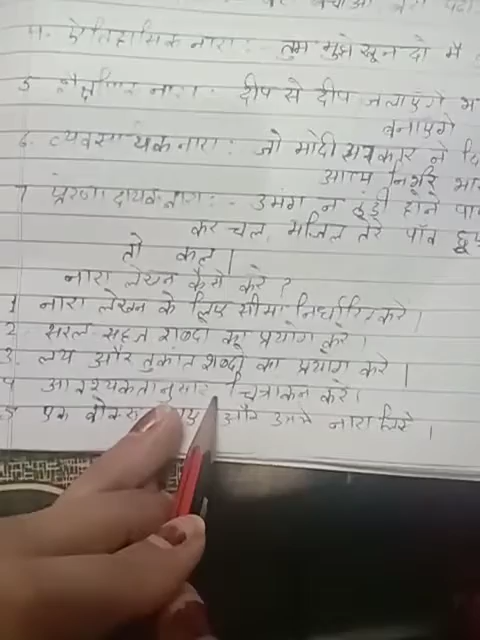 4. ऐतिहासिक नारा :- तुम मुझे खून दो मैं
5 शैक्षणिक नारा - दीप से दीप जलाएंगे
बनाएंगे
6. व्यवसायिक नारा : जो मोदी सरकार ने
आत्म निर्भर
7 प्रेरणादायक नारा :- उमंग न ठंडी होने
कर चल, मंजिल तेरे पाँव
तो कल।
नारा लेखन कैसे करे ?
1 नारा लेखन के लिए सीमा निर्धारित करे।
2. सरल सहज शब्दों का प्रयोग करें।
3. लय और तुकांत शब्दों का प्रयोग करे।
4 आवश्यकतानुसार चित्रांकन करे।
5 एक और उसमे नारा लिखे।